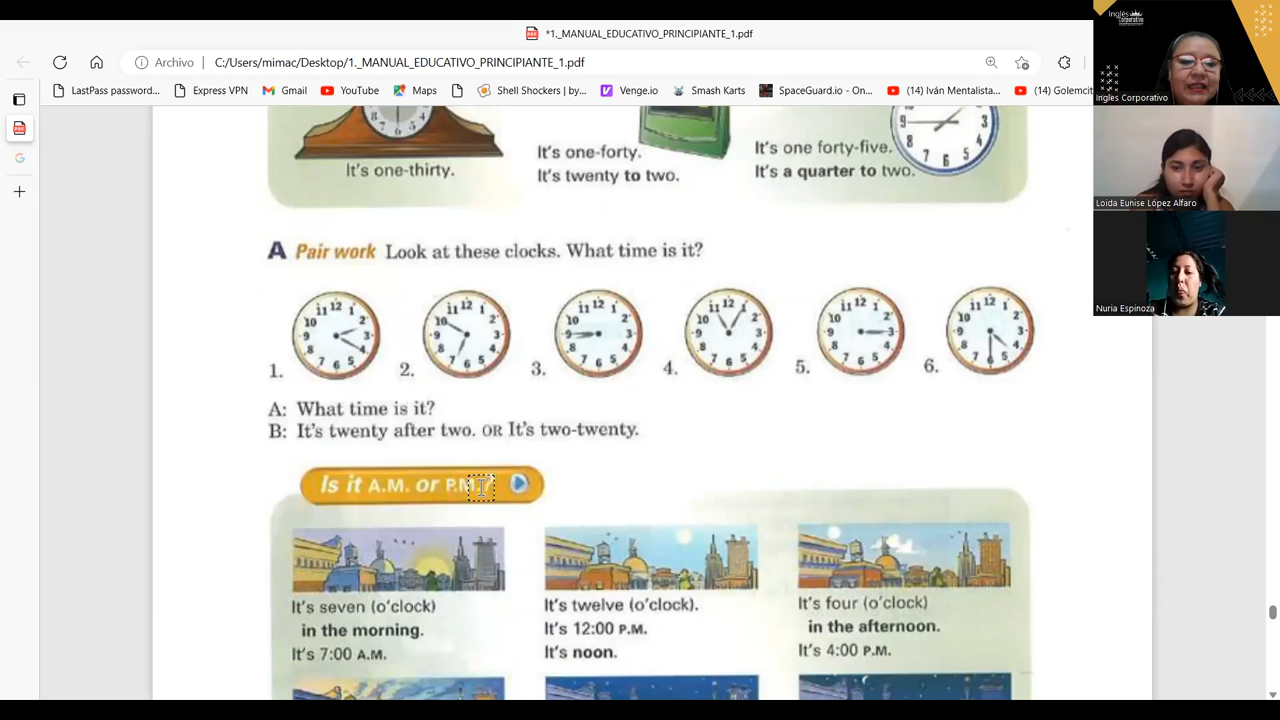 *1._MANUAL_EDUCATIVO_PRINCIPIANTE_1.pdf
Archivo
C:/Users/mimac/Desktop/1._MANUAL_EDUCATIVO_PRINCIPIANTE_1.pdf
LastPass password...
Express VPN
Gmail
YouTube
Maps
Shell Shockers | by...
Venge.io
Smash Karts
SpaceGuard.io - On...
(14) Iván Mentalista...
(14) Golemcit
Inglés
Corporativo
Ingles Corporativo
Loida Eunise López Alfaro
Nuria Espinoza
It's one-thirty.
It's one-forty.
It's twenty to two.
It's one forty-five.
It's a quarter to two.
A Pair work Look at these clocks. What time is it?
1.
2.
3.
4.
5.
6.
A: What time is it?
B: It's twenty after two. OR It's two-twenty.
Is it A.M. or P.M.?
It's seven (o'clock)
in the morning.
It's 7:00 A.M.
It's twelve (o'clock).
It's 12:00 P.M.
It's noon.
It's four (o'clock)
in the afternoon.
It's 4:00 P.M.